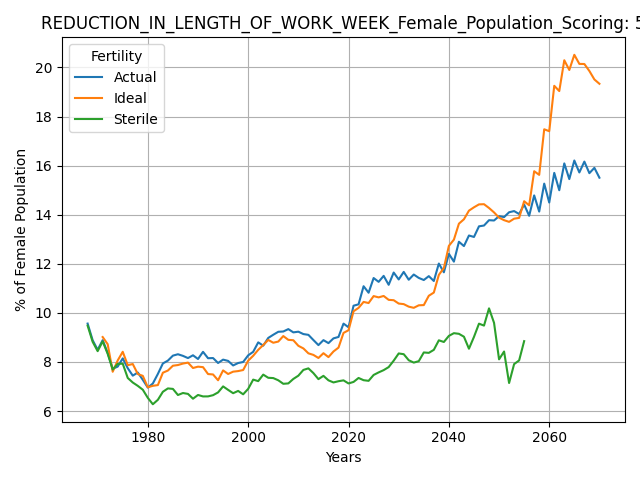 REDUCTION_IN_LENGTH_OF_WORK_WEEK_Female_Population_Scoring: 5
Fertility
Actual
Ideal
Sterile
% of Female Population
20
18
16
14
12
10
8
6
1980
2000
2020
2040
2060
Years